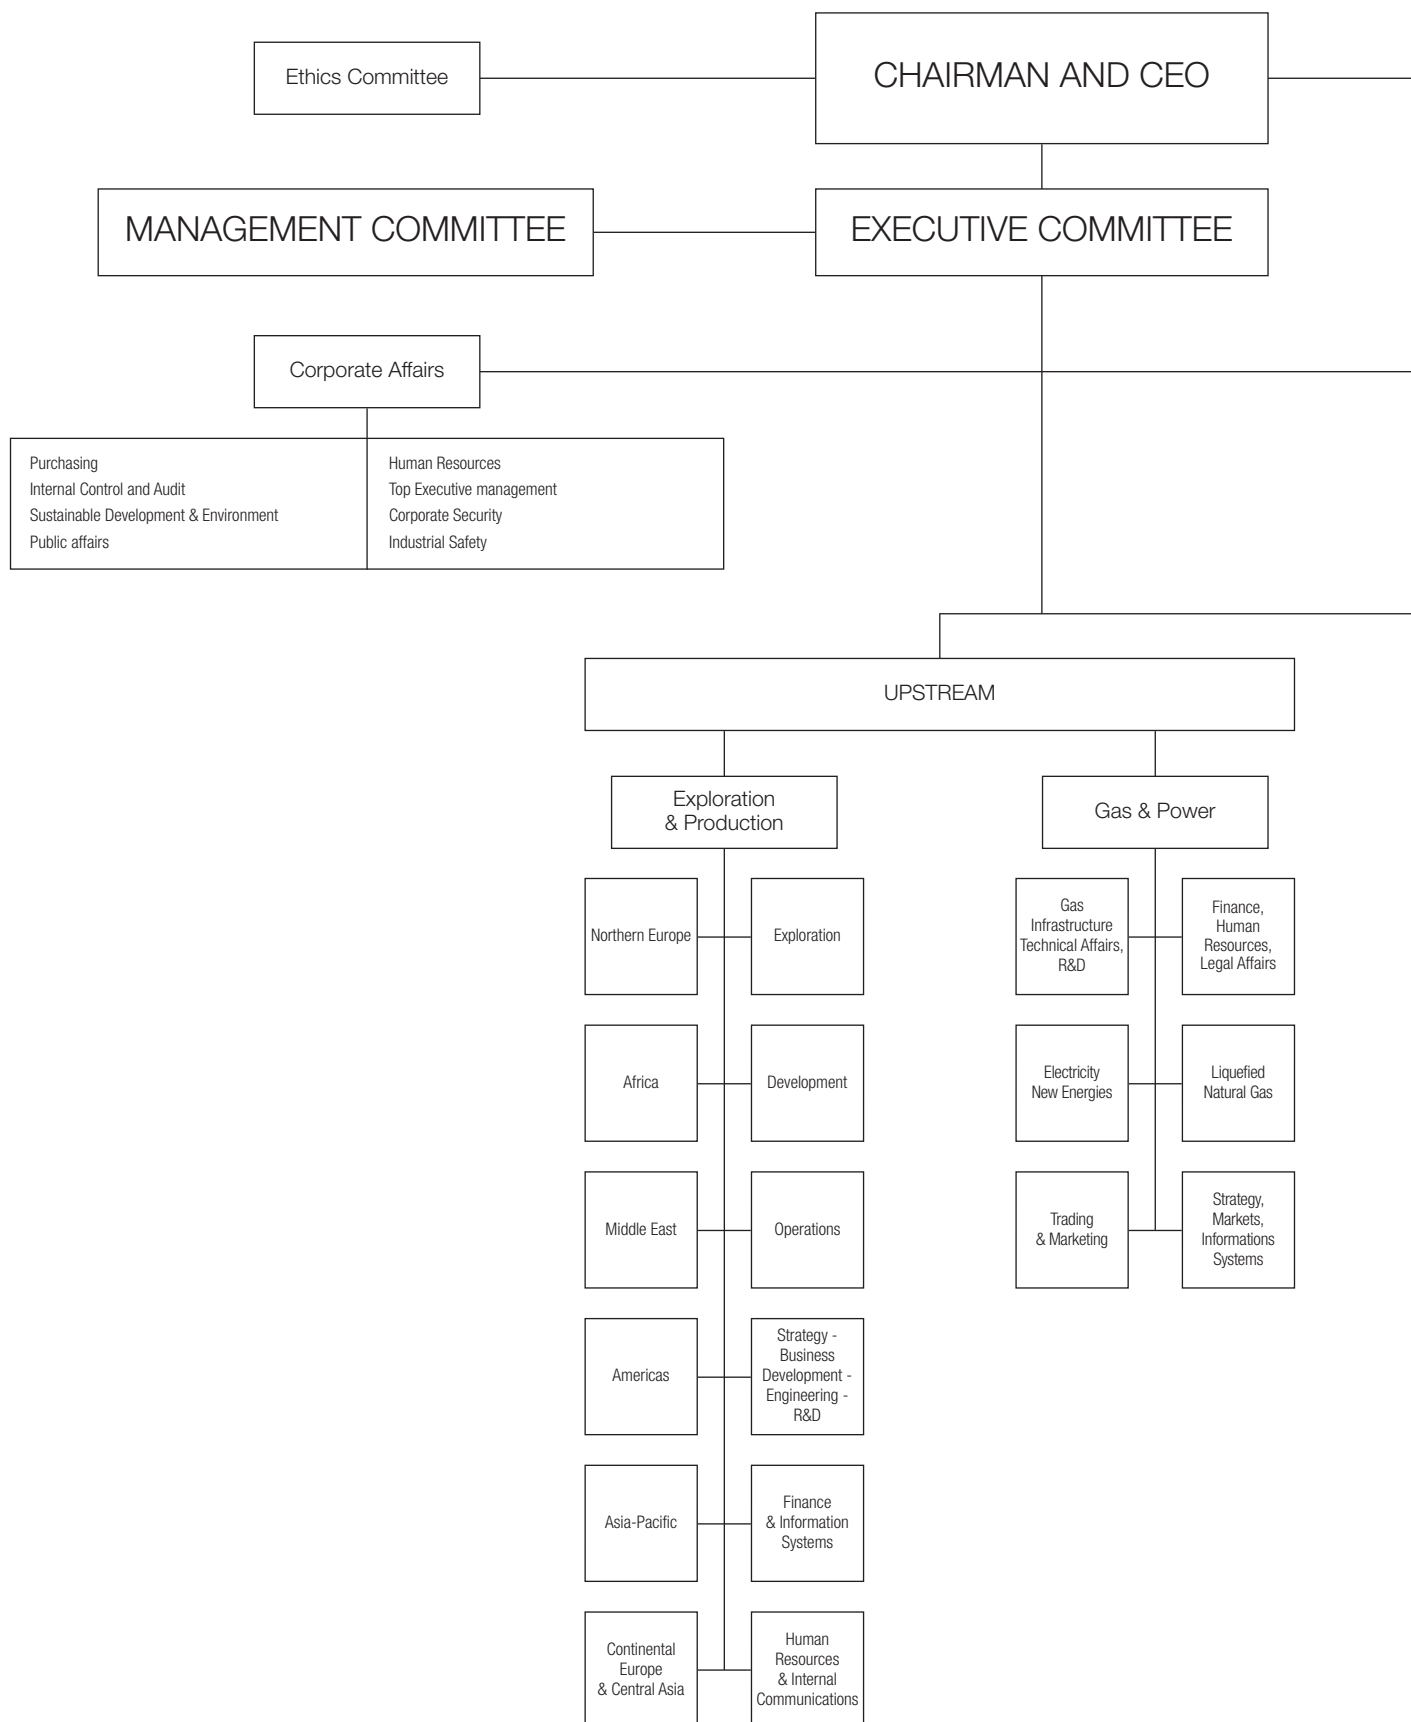 Ethics Committee
CHAIRMAN AND CEO
MANAGEMENT COMMITTEE
EXECUTIVE COMMITTEE
Corporate Affairs
Purchasing
Internal Control and Audit
Sustainable Development & Environment
Public affairs
Human Resources
Top Executive management
Corporate Security
Industrial Safety
UPSTREAM
Exploration
& Production
Northern Europe
Exploration
Africa
Development
Middle East
Operations
Americas
Strategy -
Business
Development -
Engineering -
R&D
Asia-Pacific
Finance
& Information
Systems
Continental
Europe
& Central Asia
Human
Resources
& Internal
Communications
Gas & Power
Gas
Infrastructure
Technical Affairs,
R&D
Finance,
Human
Resources,
Legal Affairs
Electricity
New Energies
Liquefied
Natural Gas
Trading
& Marketing
Strategy,
Markets,
Informations
Systems